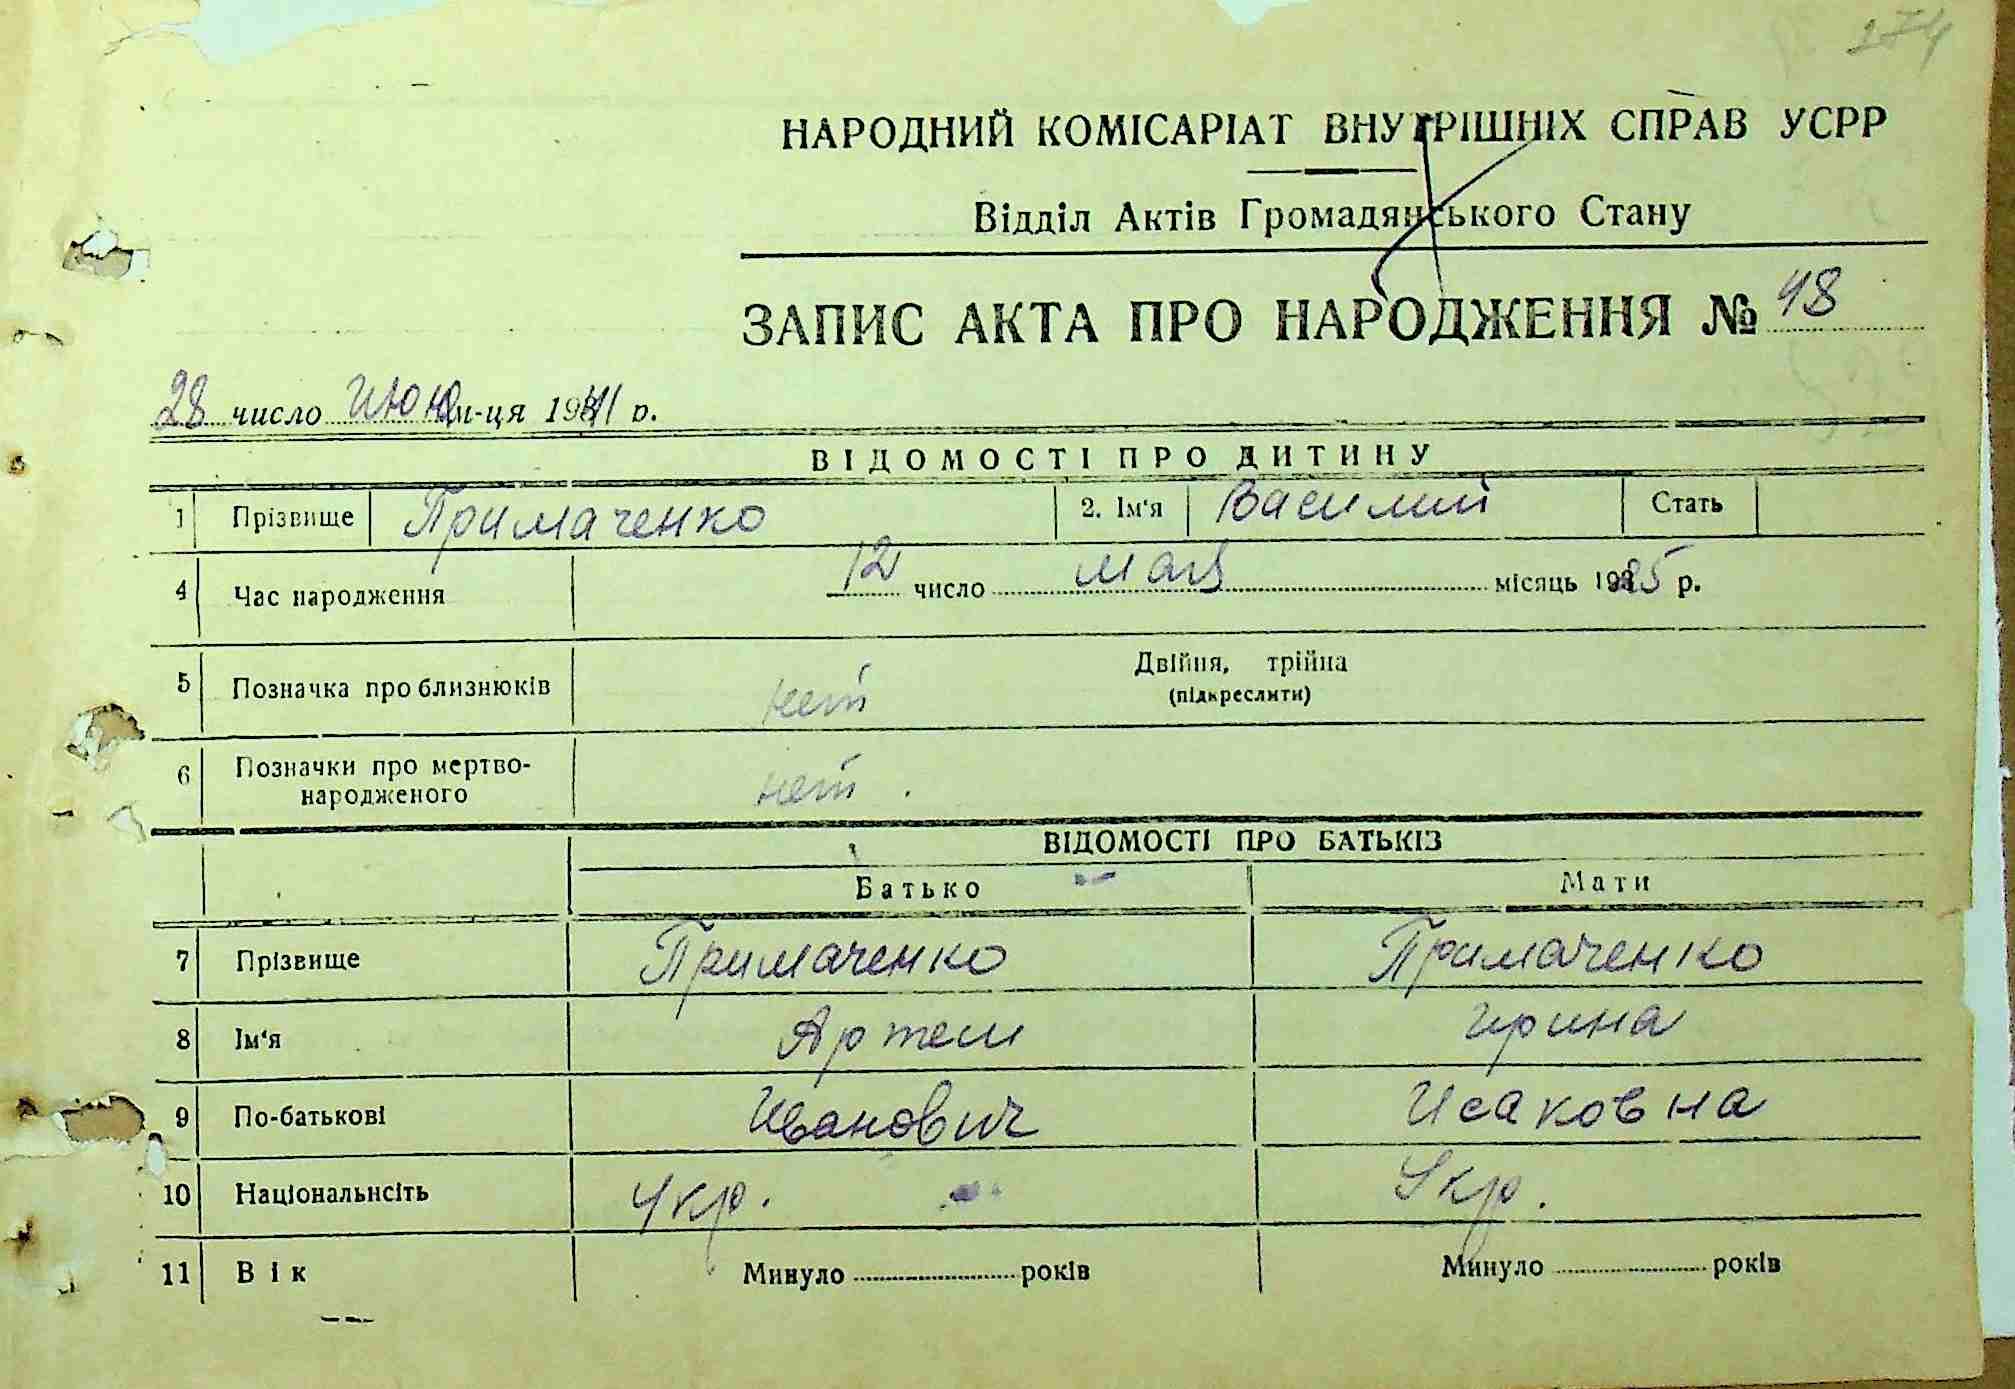 274
НАРОДНИЙ КОМІСАРІАТ ВНУТРІШНІХ СПРАВ УСРР
Відділ Актів Громадянського Стану
ЗАПИС АКТА ПРО НАРОДЖЕННЯ № 48
28 число июня м-ця 1941 р.
ВІДОМОСТІ ПРО ДИТИНУ
1 Прізвище Примаченко 2. Ім'я Василий Стать
4 Час народження 12 число мая місяць 1925 р.
5 Позначка про близнюків нет Двійня, трійна
(підкреслити)
6 Позначки про мертво-
народженого нет.
ВІДОМОСТІ ПРО БАТЬКІВ
Батько Мати
7 Прізвище Примаченко Примаченко
8 Ім'я Артем Ирина
9 По-батькові Иванович Исаковна
10 Національнсіть Укр. Укр.
11 Вік Минуло років Минуло років